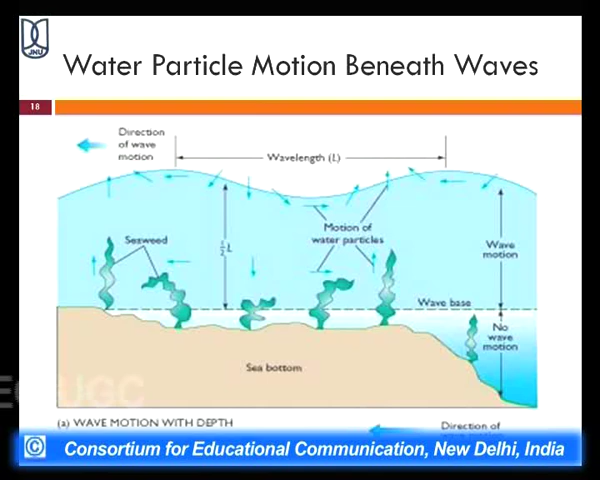 JNU
Water Particle Motion Beneath Waves
18
Direction
of wave
motion
Wavelength (L)
Seaweed
½L
Motion of
water particles
Wave
motion
Wave base
No
wave
motion
Sea bottom
(a) WAVE MOTION WITH DEPTH
Direction of
© Consortium for Educational Communication, New Delhi, India